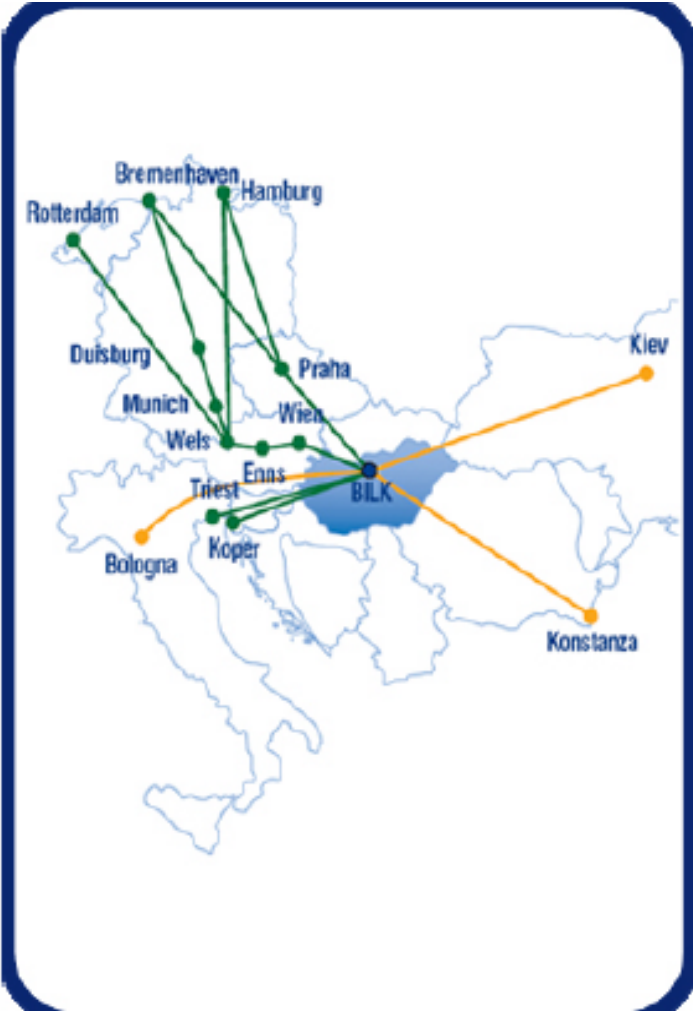 Bremenhaven
Hamburg
Rotterdam
Kiev
Duisburg
Praha
Munich
Wien
Wels
Enns
Triest
BILK
Koper
Bologna
Konstanza